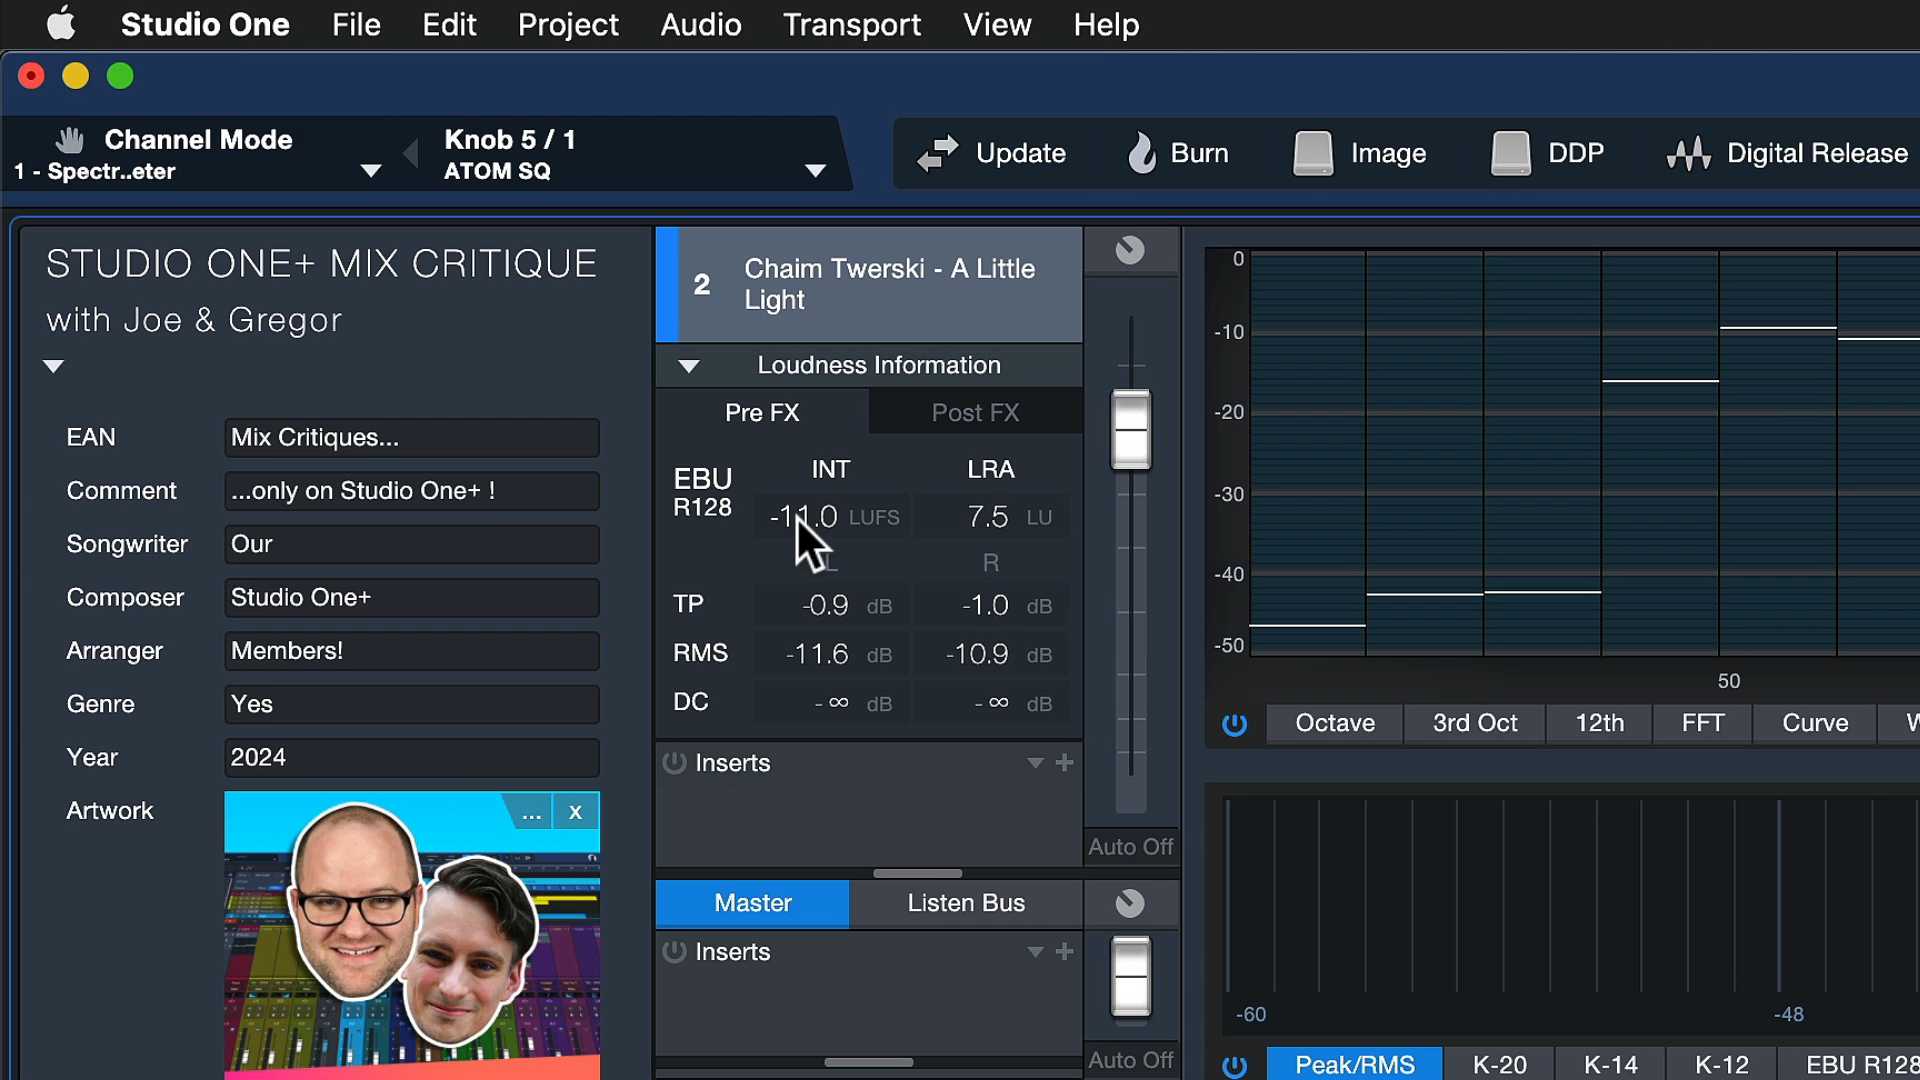 Studio One File Edit Project Audio Transport View Help
Channel Mode
1 - Spectr..eter
Knob 5 / 1
ATOM SQ
Update Burn Image DDP Digital Release
STUDIO ONE+ MIX CRITIQUE
with Joe & Gregor
EAN Mix Critiques...
Comment ...only on Studio One+ !
Songwriter Our
Composer Studio One+
Arranger Members!
Genre Yes
Year 2024
Artwork ... x
2 Chaim Twerski - A Little
Light
Loudness Information
Pre FX Post FX
EBU
R128
INT LRA
-11.0 LUFS 7.5 LU
L R
TP -0.9 dB -1.0 dB
RMS -11.6 dB -10.9 dB
DC - ∞ dB - ∞ dB
Inserts
Auto Off
Master Listen Bus
Inserts
Auto Off
0
-10
-20
-30
-40
-50
50
Octave 3rd Oct 12th FFT Curve W
-60 -48
Peak/RMS K-20 K-14 K-12 EBU R128